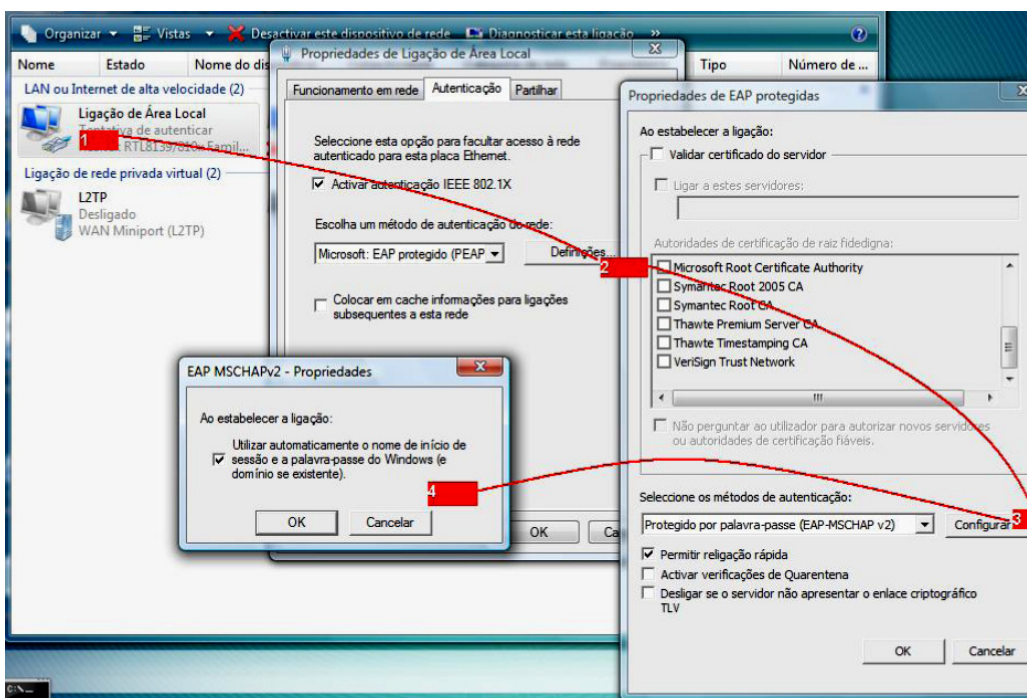 Organizar Vistas Desactivar este dispositivo de rede Diagnosticar esta ligação »
Nome Estado Nome do dis Tipo Número de ...
LAN ou Internet de alta velocidade (2)
Ligação de Área Local
Tentativa de autenticar
RTL8139/810x Famil...
Ligação de rede privada virtual (2)
L2TP
Desligado
WAN Miniport (L2TP)
1
Propriedades de Ligação de Área Local
Funcionamento em rede Autenticação Partilhar
Seleccione esta opção para facultar acesso à rede
autenticado para esta placa Ethernet.
Activar autenticação IEEE 802.1X
Escolha um método de autenticação de rede:
Microsoft: EAP protegido (PEAP Definições...
2
Colocar em cache informações para ligações
subsequentes a esta rede
OK Ca
EAP MSCHAPv2 - Propriedades
Ao estabelecer a ligação:
Utilizar automaticamente o nome de início de
sessão e a palavra-passe do Windows (e
domínio se existente).
4
OK Cancelar
Propriedades de EAP protegidas
Ao estabelecer a ligação:
Validar certificado do servidor
Ligar a estes servidores:
Autoridades de certificação de raiz fidedigna:
Microsoft Root Certificate Authority
Symantec Root 2005 CA
Symantec Root CA
Thawte Premium Server CA
Thawte Timestamping CA
VeriSign Trust Network
Não perguntar ao utilizador para autorizar novos servidores
ou autoridades de certificação fiáveis.
Seleccione os métodos de autenticação:
Protegido por palavra-passe (EAP-MSCHAP v2) Configurar
3
Permitir religação rápida
Activar verificações de Quarentena
Desligar se o servidor não apresentar o enlace criptográfico
TLV
OK Cancelar
C:\_